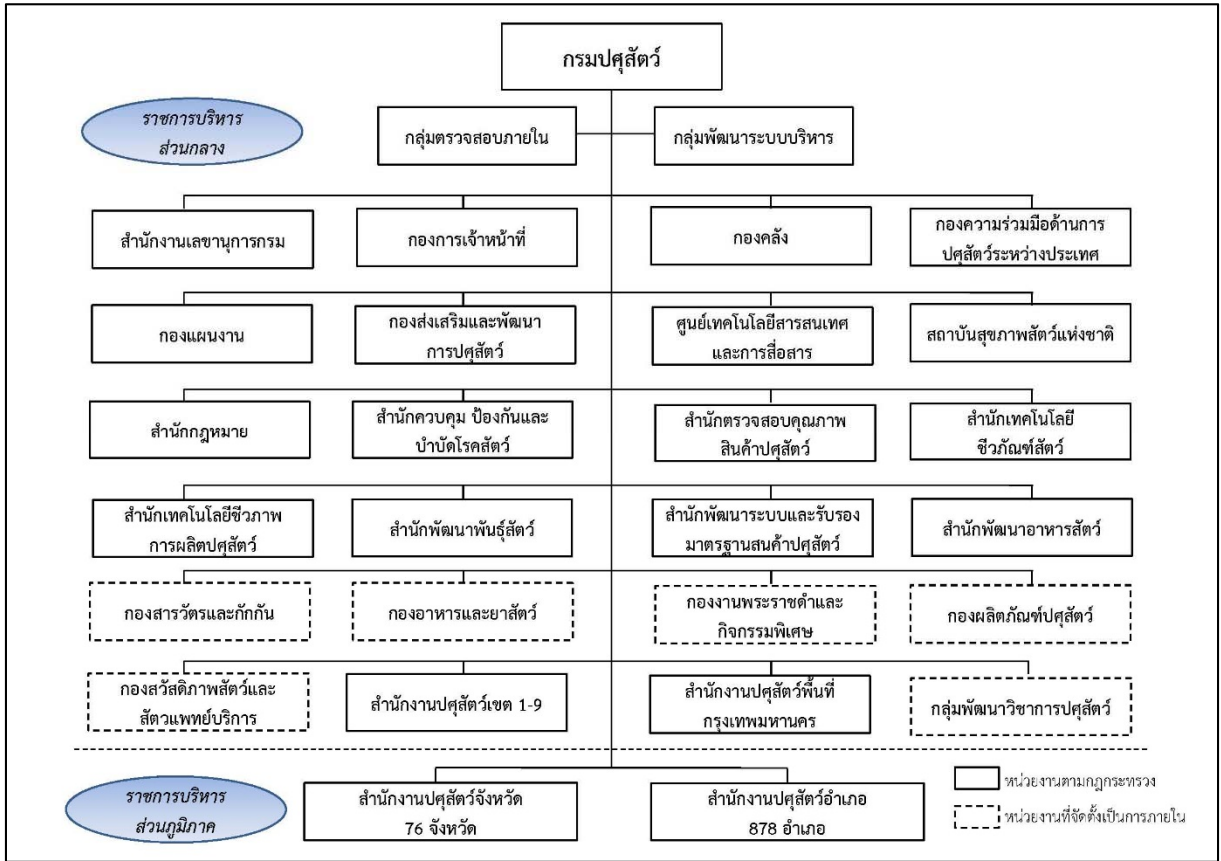 กรมปศุสัตว์
ราชการบริหาร
ส่วนกลาง
กลุ่มตรวจสอบภายใน
กลุ่มพัฒนาระบบบริหาร
สำนักงานเลขานุการกรม
กองการเจ้าหน้าที่
กองคลัง
กองความร่วมมือด้านการ
ปศุสัตว์ระหว่างประเทศ
กองแผนงาน
กองส่งเสริมและพัฒนา
การปศุสัตว์
ศูนย์เทคโนโลยีสารสนเทศ
และการสื่อสาร
สถาบันสุขภาพสัตว์แห่งชาติ
สำนักกฎหมาย
สำนักควบคุม ป้องกันและ
บำบัดโรคสัตว์
สำนักตรวจสอบคุณภาพ
สินค้าปศุสัตว์
สำนักเทคโนโลยี
ชีวภัณฑ์สัตว์
สำนักเทคโนโลยีชีวภาพ
การผลิตปศุสัตว์
สำนักพัฒนาพันธุ์สัตว์
สำนักพัฒนาระบบและรับรอง
มาตรฐานสนค้าปศุสัตว์
สำนักพัฒนาอาหารสัตว์
กองสารวัตรและกักกัน
กองอาหารและยาสัตว์
กองงานพระราชดำและ
กิจกรรมพิเศษ
กองผลิตภัณฑ์ปศุสัตว์
กองสวัสดิภาพสัตว์และ
สัตวแพทย์บริการ
สำนักงานปศุสัตว์เขต 1-9
สำนักงานปศุสัตว์พื้นที่
กรุงเทพมหานคร
กลุ่มพัฒนาวิชาการปศุสัตว์
ราชการบริหาร
ส่วนภูมิภาค
สำนักงานปศุสัตว์จังหวัด
76 จังหวัด
สำนักงานปศุสัตว์อำเภอ
878 อำเภอ
หน่วยงานตามกฎกระทรวง
หน่วยงานที่จัดตั้งเป็นการภายใน